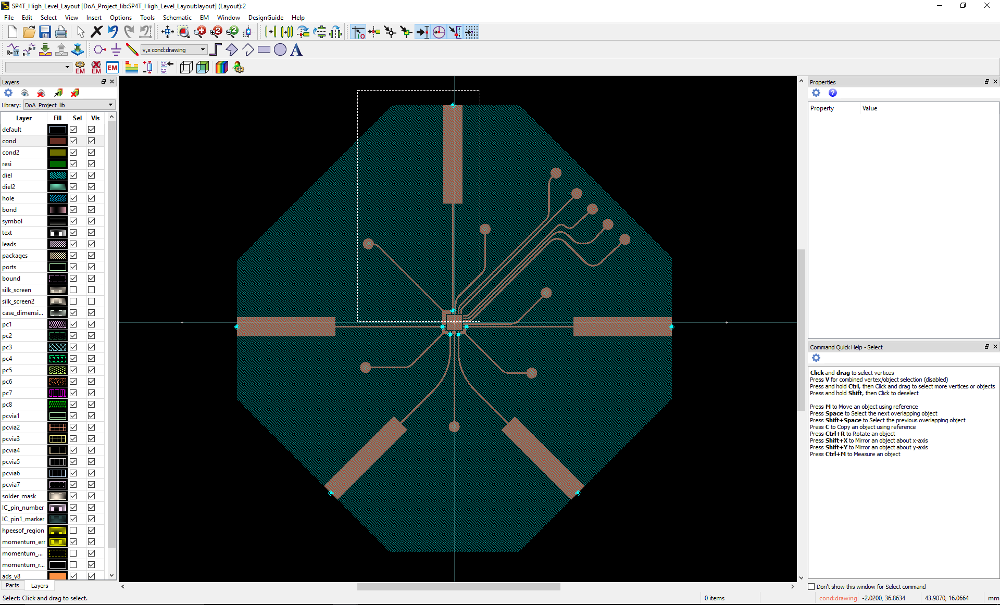 SP4T_High_Level_Layout [DoA_Project_lib:SP4T_High_Level_Layout:layout] (Layout):2
File Edit Select View Insert Options Tools Schematic EM Window DesignGuide Help
v,s cond:drawing
EM EM EM
Layers
Library: DoA_Project_lib
Layer Fill Sel Vis
default
cond
cond2
resi
diel
diel2
hole
bond
symbol
text
leads
packages
ports
bound
silk_screen
silk_screen2
case_dimensi...
pc1
pc2
pc3
pc4
pc5
pc6
pc7
pc8
pcvia1
pcvia2
pcvia3
pcvia4
pcvia5
pcvia6
pcvia7
solder_mask
IC_pin_number
IC_pin1_marker
hpeesof_region
momentum_err
momentum_...
momentum_r...
ads_y8
Parts Layers
Select: Click and drag to select.
Properties
Property Value
Command Quick Help - Select
Click and drag to select vertices
Press V for combined vertex/object selection (disabled)
Press and hold Ctrl, then Click and drag to select more vertices or objects
Press and hold Shift, then Click to deselect
Press M to Move an object using reference
Press Space to Select the next overlapping object
Press Shift+Space to Select the previous overlapping object
Press C to Copy an object using reference
Press Ctrl+R to Rotate an object
Press Shift+X to Mirror an object about x-axis
Press Shift+Y to Mirror an object about y-axis
Press Ctrl+M to Measure an object
Don't show this window for Select command
0 items cond:drawing -2.0200, 36.8634 43.9070, 16.0664 mm